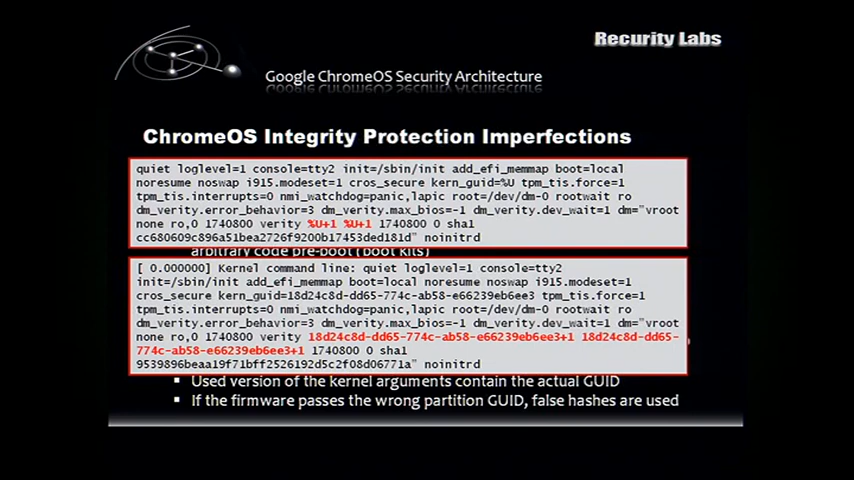 Recurity Labs
Google ChromeOS Security Architecture
ChromeOS Integrity Protection Imperfections
quiet loglevel=1 console=tty2 init=/sbin/init add_efi_memmap boot=local
noresume noswap i915.modeset=1 cros_secure kern_guid=%U tpm_tis.force=1
tpm_tis.interrupts=0 nmi_watchdog=panic,lapic root=/dev/dm-0 rootwait ro
dm_verity.error_behavior=3 dm_verity.max_bios=-1 dm_verity.dev_wait=1 dm="vroot
none ro,0 1740800 verity %U+1 %U+1 1740800 0 sha1
cc680609c896a51bea2726f9200b17453ded181d" noinitrd
arbitrary code pre-boot (boot kits)
[ 0.000000] Kernel command line: quiet loglevel=1 console=tty2
init=/sbin/init add_efi_memmap boot=local noresume noswap i915.modeset=1
cros_secure kern_guid=18d24c8d-dd65-774c-ab58-e66239eb6ee3 tpm_tis.force=1
tpm_tis.interrupts=0 nmi_watchdog=panic,lapic root=/dev/dm-0 rootwait ro
dm_verity.error_behavior=3 dm_verity.max_bios=-1 dm_verity.dev_wait=1 dm="vroot
none ro,0 1740800 verity 18d24c8d-dd65-774c-ab58-e66239eb6ee3+1 18d24c8d-dd65-
774c-ab58-e66239eb6ee3+1 1740800 0 sha1
9539896beaa19f71bff2526192d5c2f08d06771a" noinitrd
▪ Used version of the kernel arguments contain the actual GUID
▪ If the firmware passes the wrong partition GUID, false hashes are used